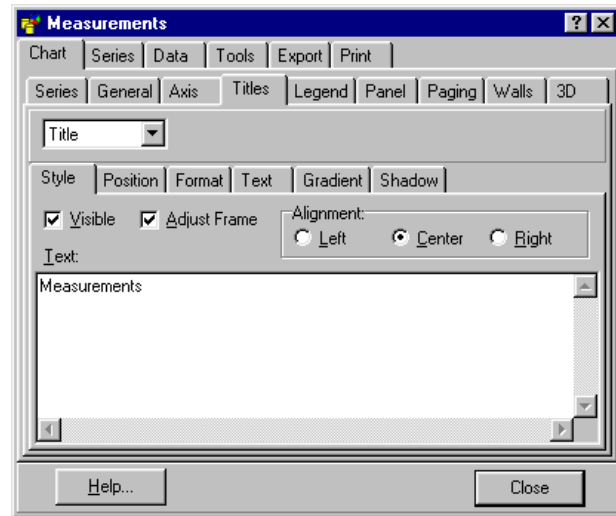 Measurements
Chart Series Data Tools Export Print
Series General Axis Titles Legend Panel Paging Walls 3D
Title
Style Position Format Text Gradient Shadow
Visible Adjust Frame Alignment:
Left Center Right
Text:
Measurements
Help... Close